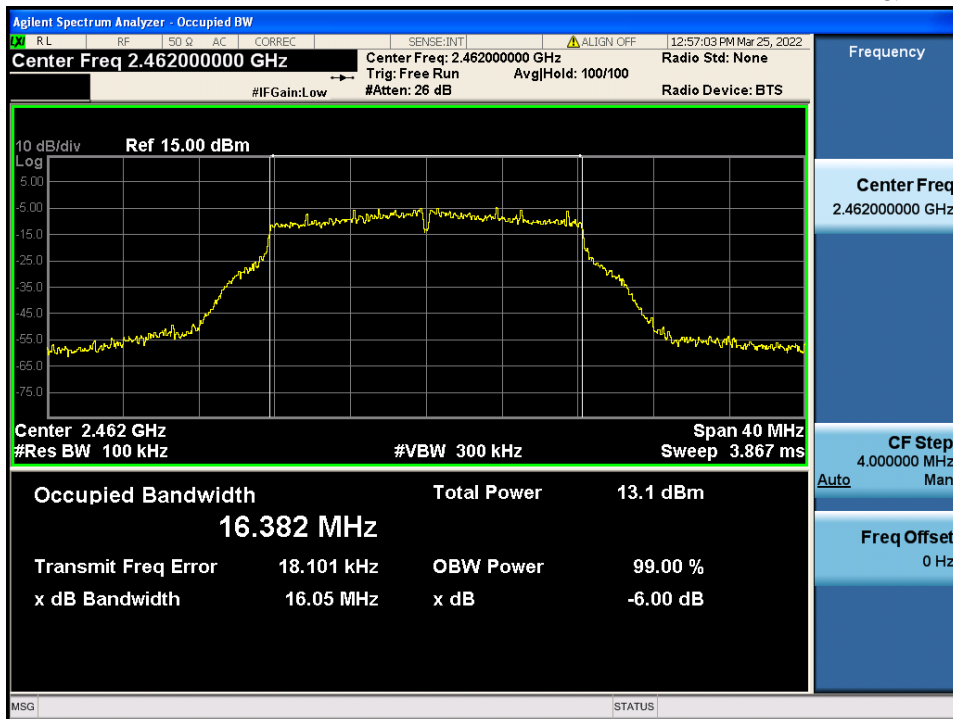 Agilent Spectrum Analyzer - Occupied BW
LXI RL RF 50 Ω AC CORREC SENSE:INT ALIGN OFF 12:57:03 PM Mar 25, 2022
Center Freq 2.462000000 GHz
Center Freq: 2.462000000 GHz
Radio Std: None
Trig: Free Run Avg|Hold: 100/100
#IFGain:Low #Atten: 26 dB Radio Device: BTS
10 dB/div Ref 15.00 dBm
Log
5.00
-5.00
-15.0
-25.0
-35.0
-45.0
-55.0
-65.0
-75.0
Center 2.462 GHz Span 40 MHz
#Res BW 100 kHz #VBW 300 kHz Sweep 3.867 ms
Occupied Bandwidth Total Power 13.1 dBm
16.382 MHz
Transmit Freq Error 18.101 kHz OBW Power 99.00 %
x dB Bandwidth 16.05 MHz x dB -6.00 dB
MSG STATUS
Frequency
Center Freq
2.462000000 GHz
CF Step
4.000000 MHz
Auto Man
Freq Offset
0 Hz